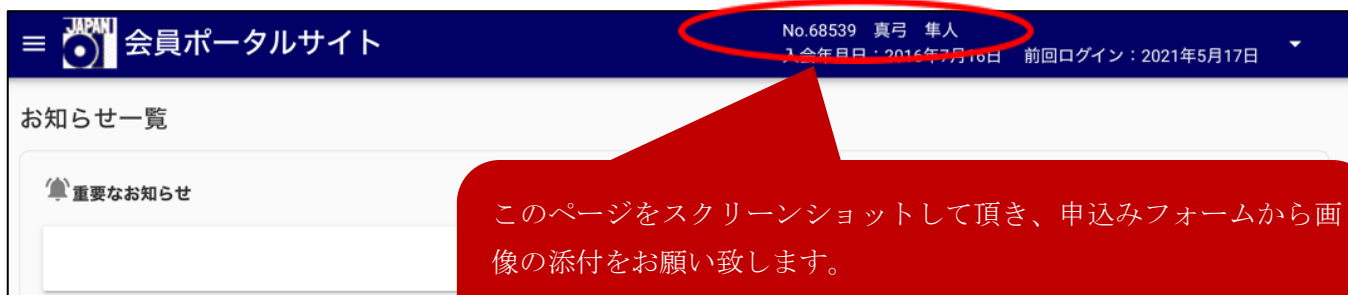 JAPAN
会員ポータルサイト
No.68539 真弓 隼人
入会年月日：2016年7月16日 前回ログイン：2021年5月17日
お知らせ一覧
重要なお知らせ
このページをスクリーンショットして頂き、申込みフォームから画
像の添付をお願い致します。